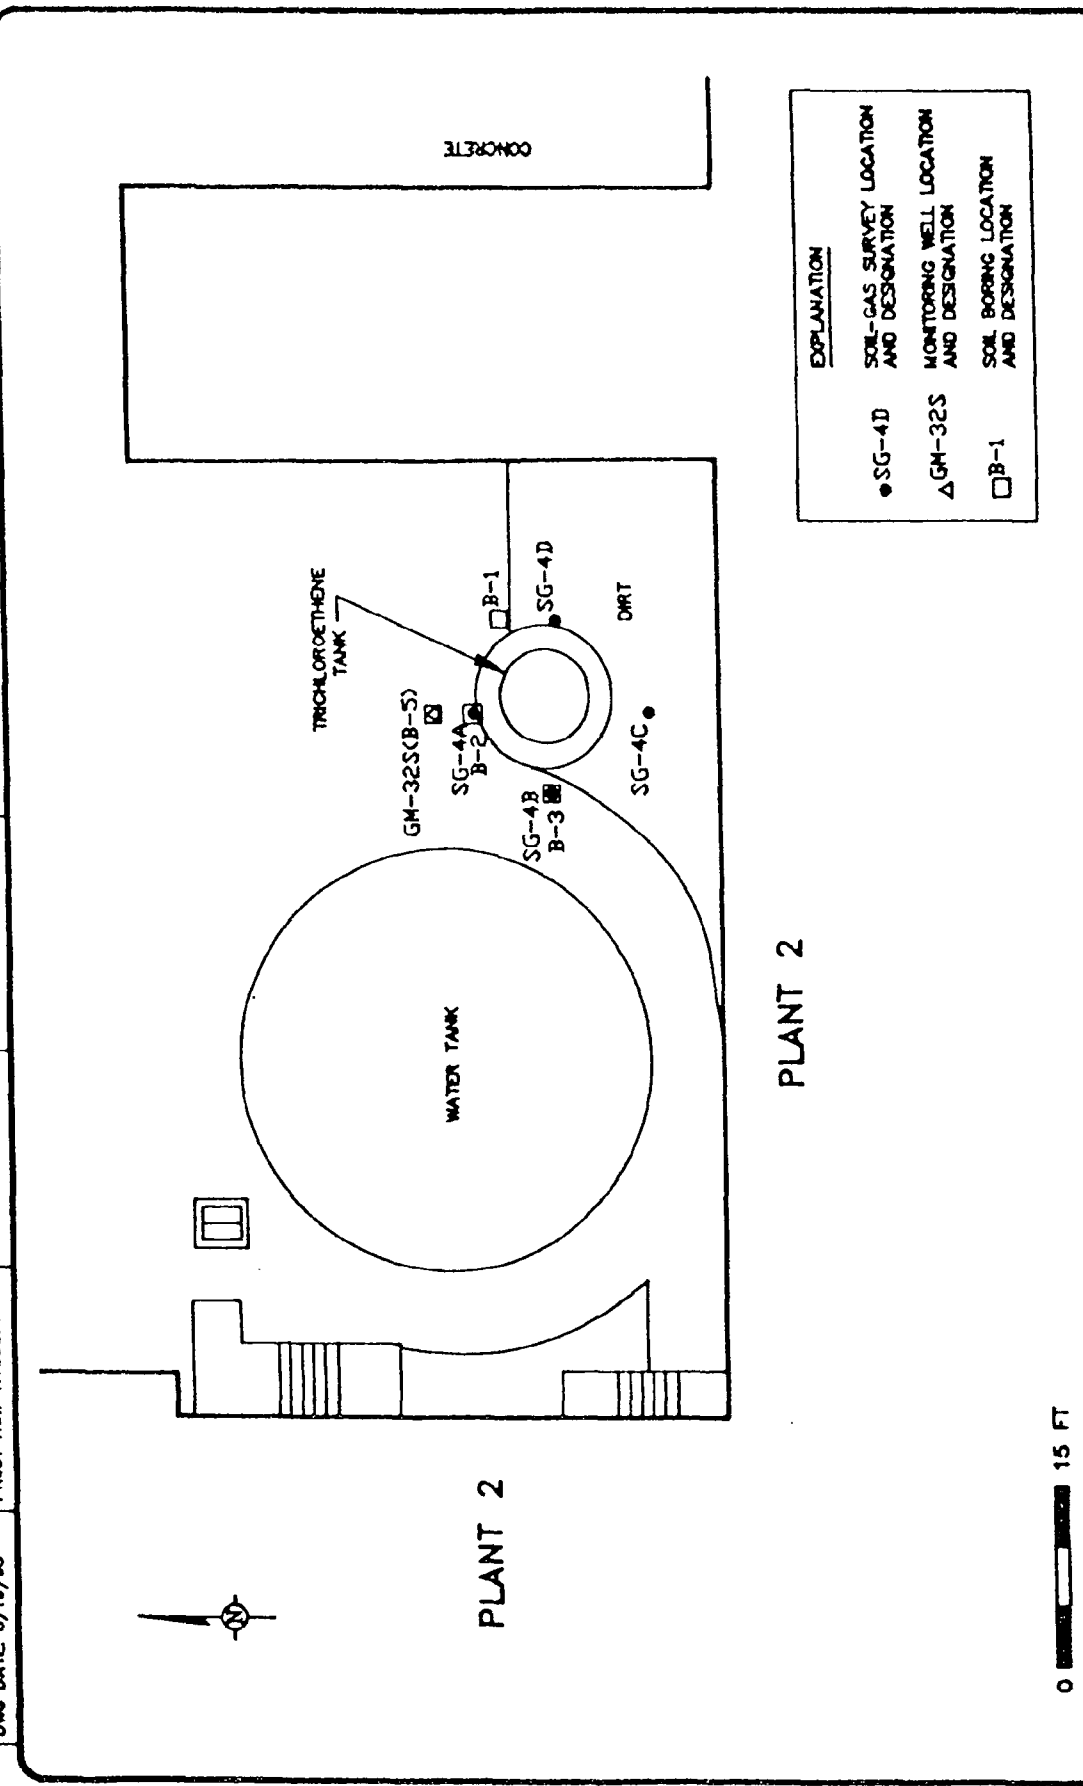 CONCRETE
TRICHLOROETHENE
TANK
GM-32S(B-5)
SG-4A
B-2
B-1
SG-4D
SG-4B
B-3
SG-4C
DIRT
WATER TANK
PLANT 2
PLANT 2
N
0 15 FT
EXPLANATION
SG-4D SOIL-GAS SURVEY LOCATION
AND DESIGNATION
GM-32S MONITORING WELL LOCATION
AND DESIGNATION
B-1 SOIL BORING LOCATION
AND DESIGNATION